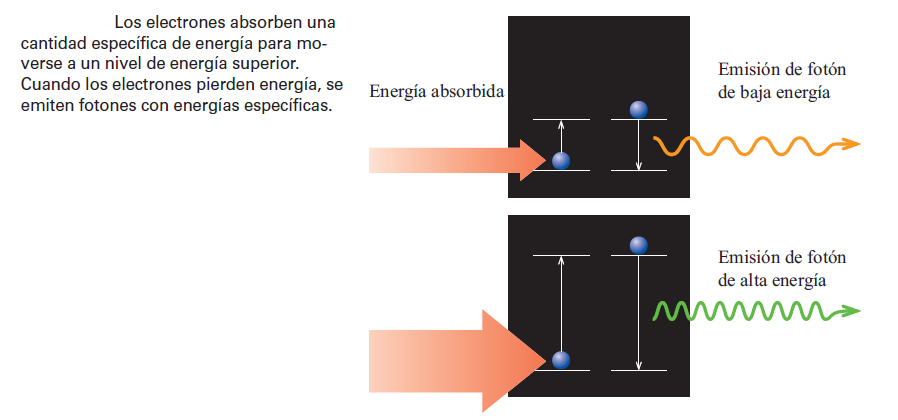 Los electrones absorben una
cantidad específica de energía para mo-
verse a un nivel de energía superior.
Cuando los electrones pierden energía, se
emiten fotones con energías específicas.
Energía absorbida
Emisión de fotón
de baja energía
Emisión de fotón
de alta energía